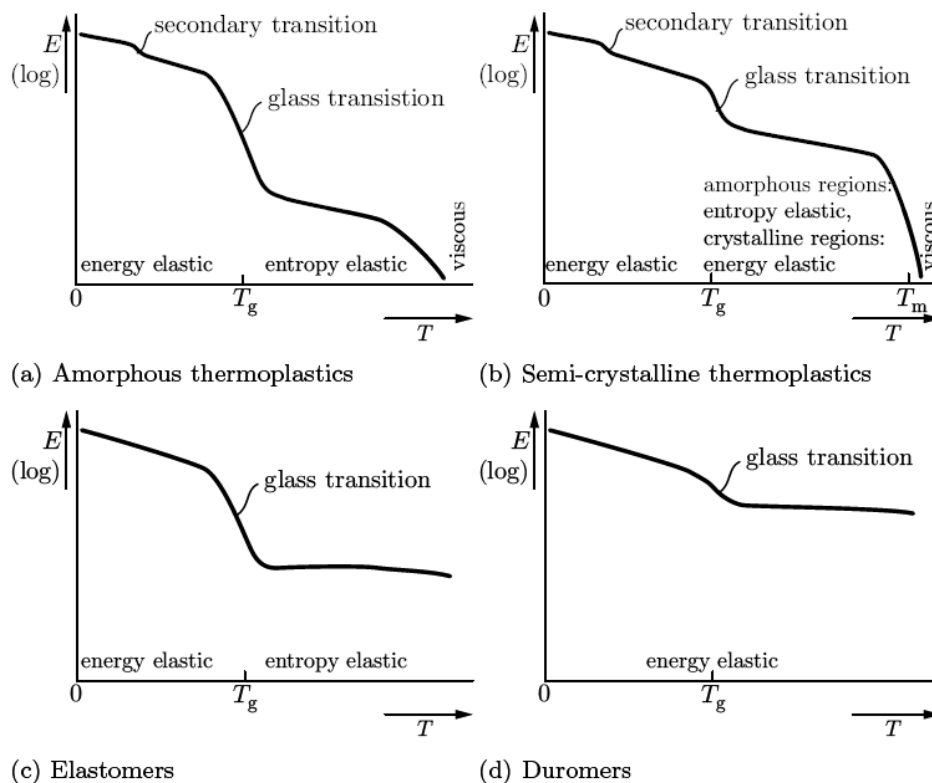 E
(log)
secondary transition
glass transistion
energy elastic
entropy elastic
viscous
0
Tg
T
(a) Amorphous thermoplastics
E
(log)
secondary transition
glass transition
amorphous regions:
entropy elastic,
crystalline regions:
energy elastic
energy elastic
viscous
0
Tg
Tm
T
(b) Semi-crystalline thermoplastics
E
(log)
glass transition
energy elastic
entropy elastic
0
Tg
T
(c) Elastomers
E
(log)
glass transition
energy elastic
0
Tg
T
(d) Duromers